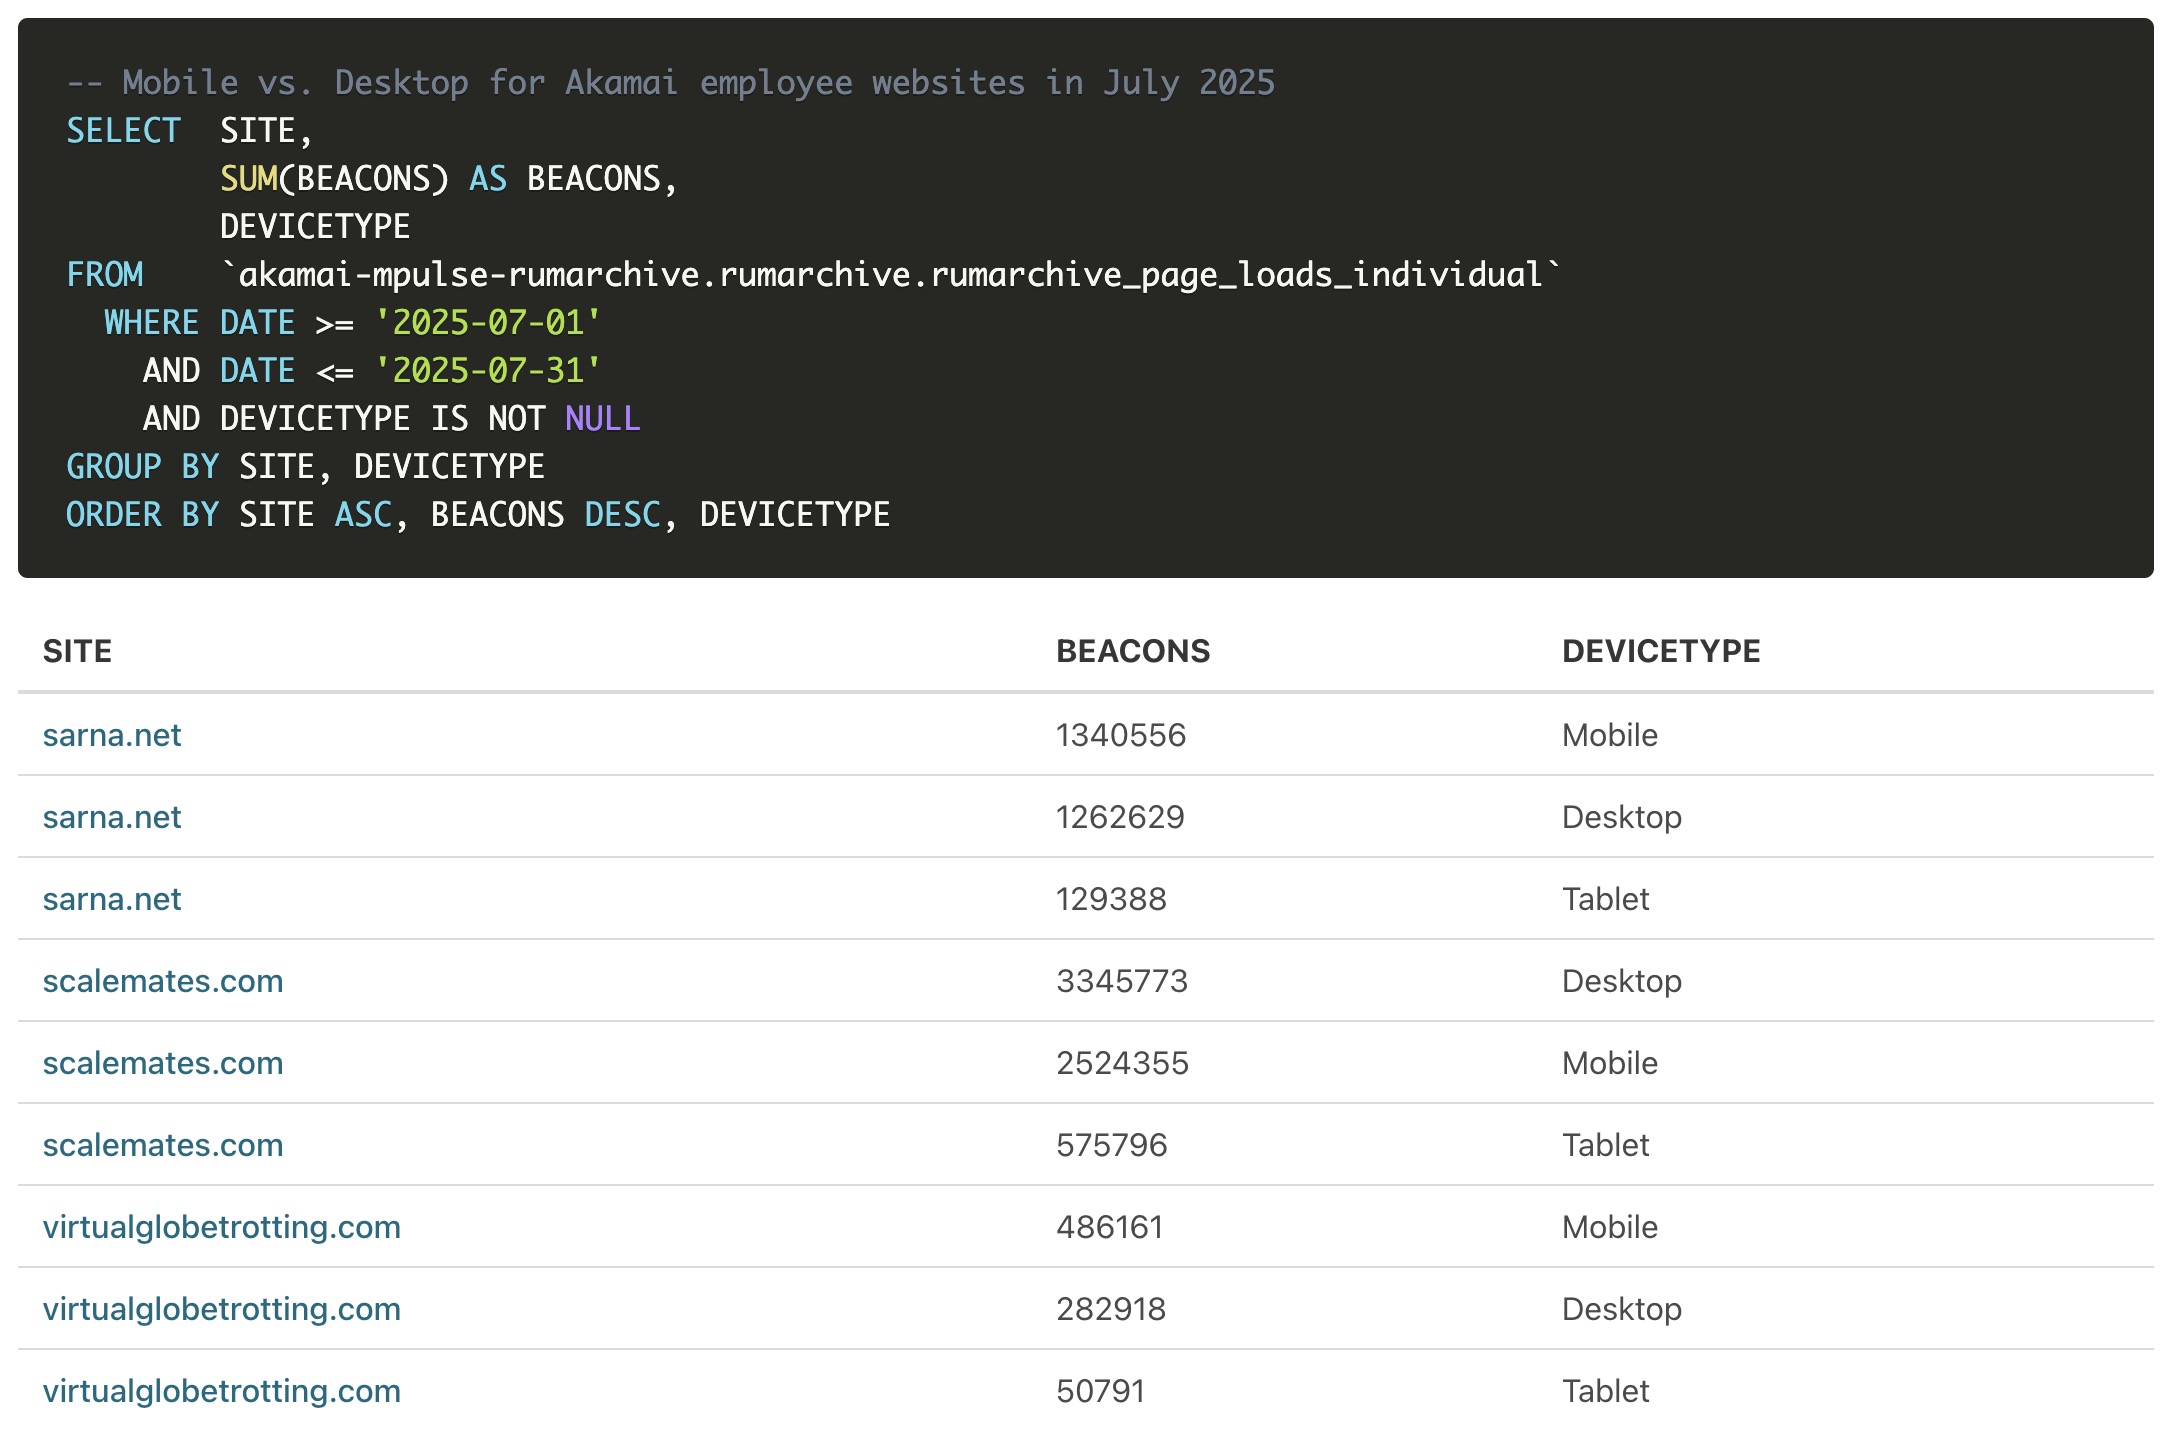 -- Mobile vs. Desktop for Akamai employee websites in July 2025
SELECT  SITE,
        SUM(BEACONS) AS BEACONS,
        DEVICETYPE
FROM    `akamai-mpulse-rumarchive.rumarchive.rumarchive_page_loads_individual`
  WHERE DATE >= '2025-07-01'
    AND DATE <= '2025-07-31'
    AND DEVICETYPE IS NOT NULL
GROUP BY SITE, DEVICETYPE
ORDER BY SITE ASC, BEACONS DESC, DEVICETYPE
SITE BEACONS DEVICETYPE
sarna.net 1340556 Mobile
sarna.net 1262629 Desktop
sarna.net 129388 Tablet
scalemates.com 3345773 Desktop
scalemates.com 2524355 Mobile
scalemates.com 575796 Tablet
virtualglobetrotting.com 486161 Mobile
virtualglobetrotting.com 282918 Desktop
virtualglobetrotting.com 50791 Tablet